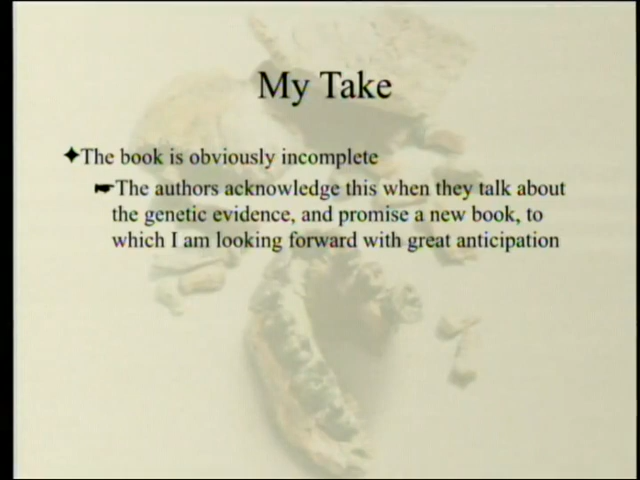 My Take
The book is obviously incomplete
The authors acknowledge this when they talk about
the genetic evidence, and promise a new book, to
which I am looking forward with great anticipation